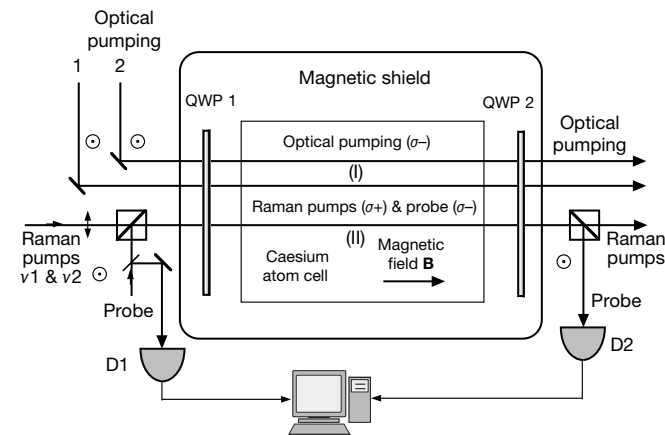 Optical
pumping
1 2
Magnetic shield
QWP 1
QWP 2
Optical pumping (σ–)
Optical
pumping
(I)
Raman pumps (σ+) & probe (σ–)
Raman
pumps
ν1 & ν2
(II)
Caesium
atom cell
Magnetic
field B
Raman
pumps
Probe
Probe
D1
D2